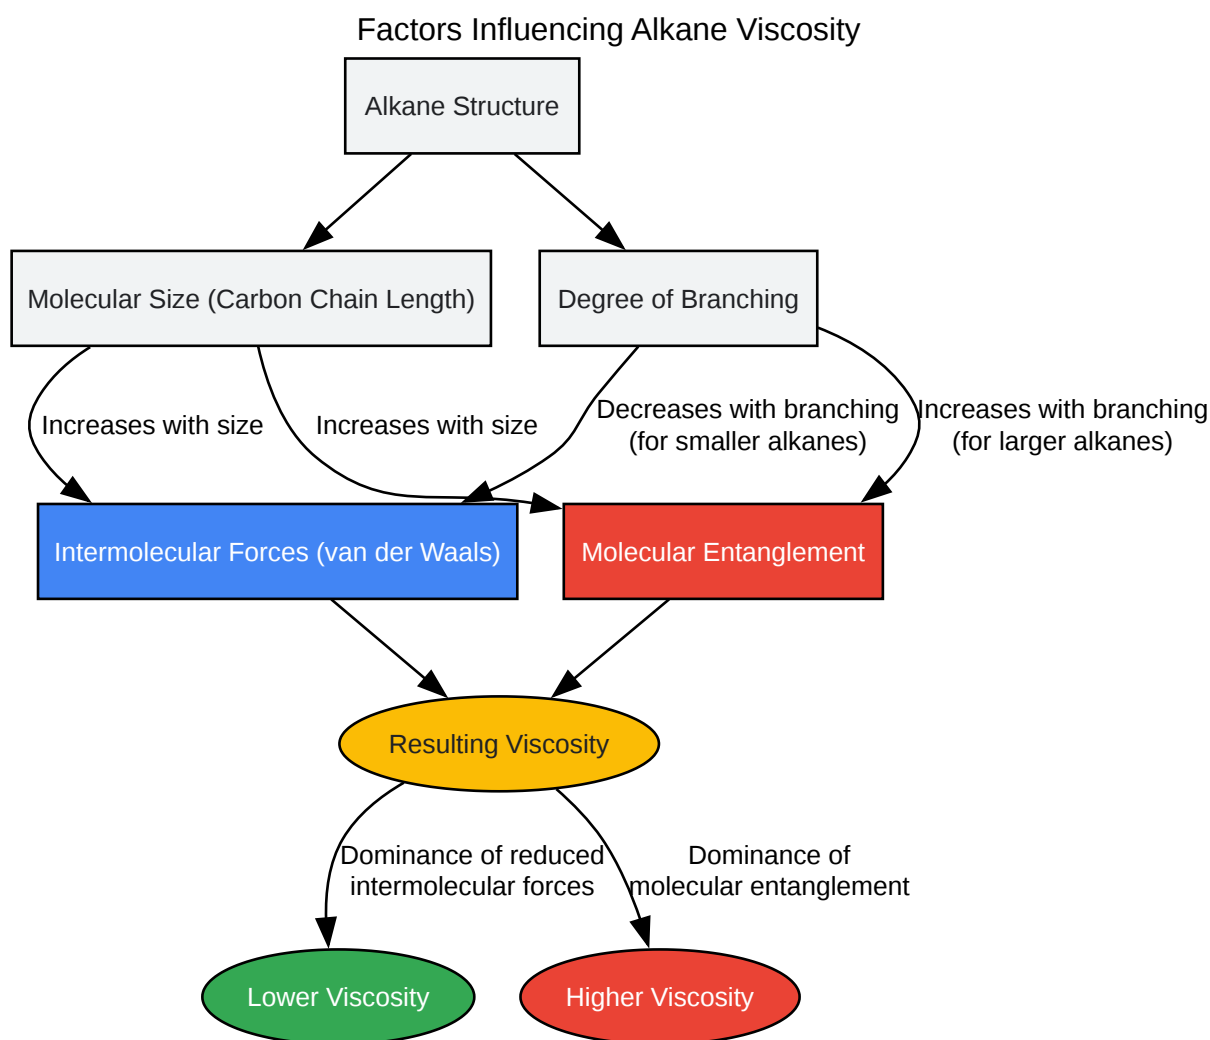 Factors Influencing Alkane Viscosity
Alkane Structure
Molecular Size (Carbon Chain Length)
Degree of Branching
Increases with size
Increases with size
Decreases with branching
(for smaller alkanes)
Increases with branching
(for larger alkanes)
Intermolecular Forces (van der Waals)
Molecular Entanglement
Resulting Viscosity
Dominance of reduced
intermolecular forces
Dominance of
molecular entanglement
Lower Viscosity
Higher Viscosity